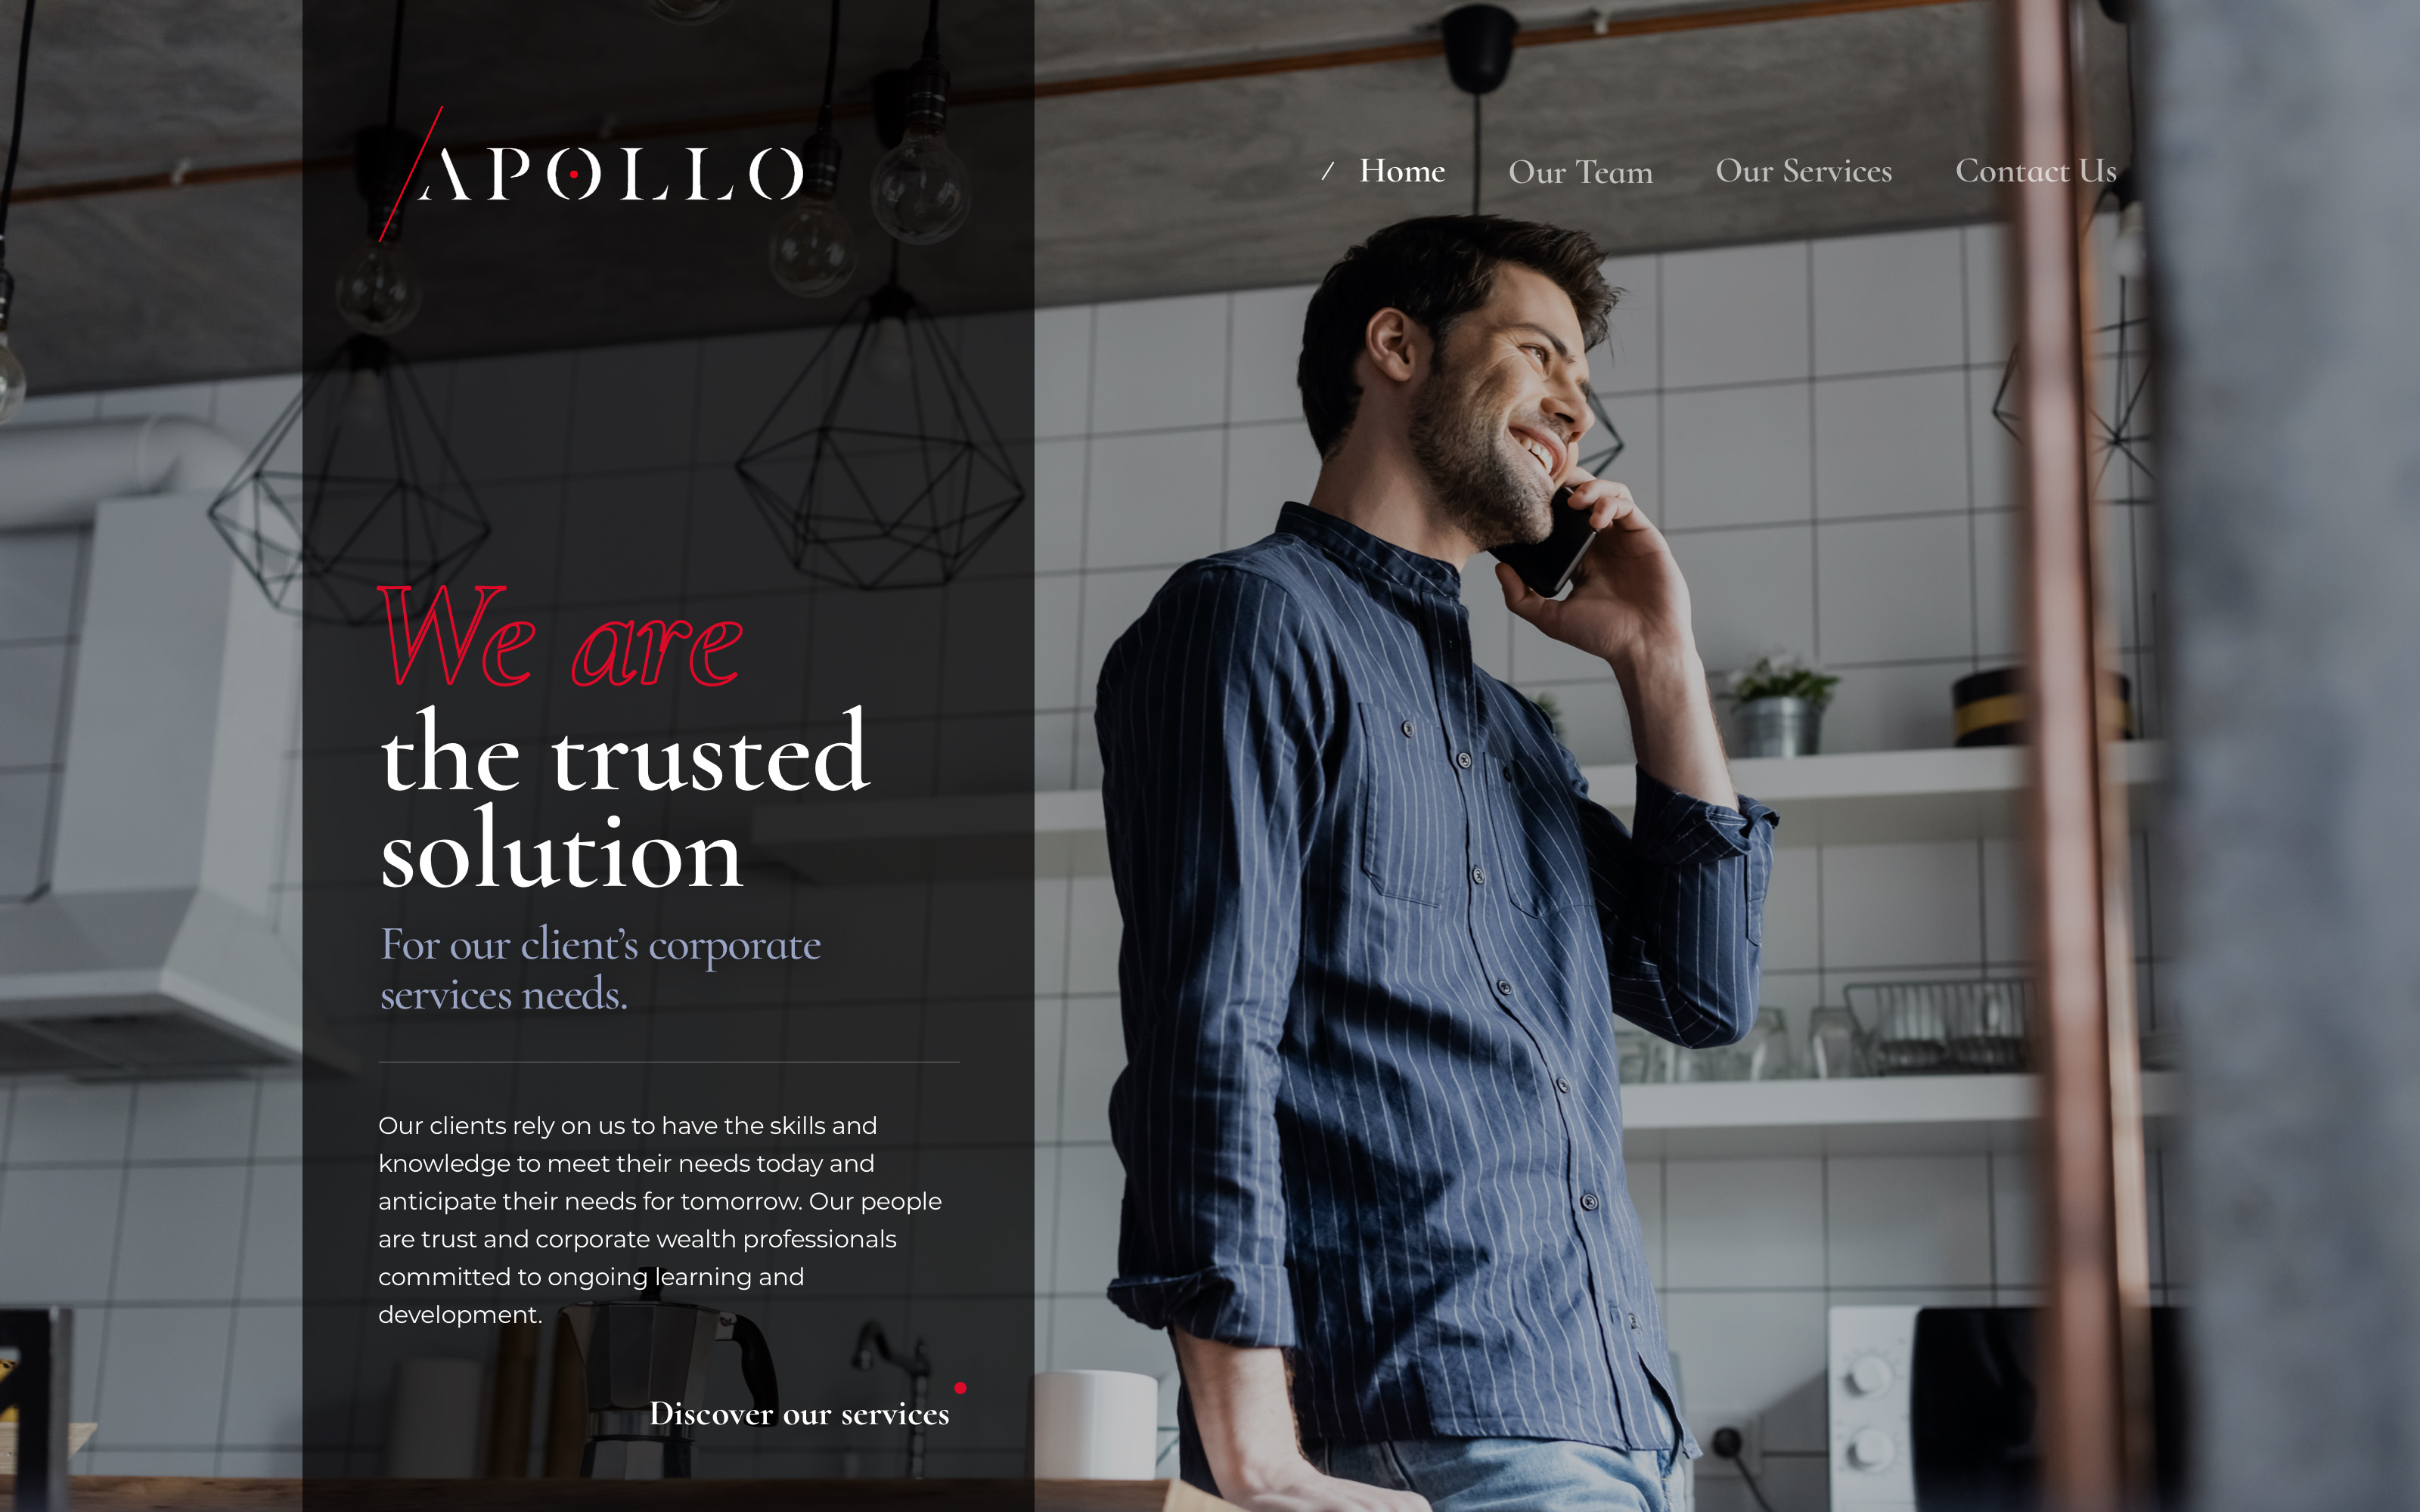 APOLLO
/ Home Our Team Our Services Contact Us
We are
the trusted
solution
For our client’s corporate
services needs.
Our clients rely on us to have the skills and
knowledge to meet their needs today and
anticipate their needs for tomorrow. Our people
are trust and corporate wealth professionals
committed to ongoing learning and
development.
Discover our services